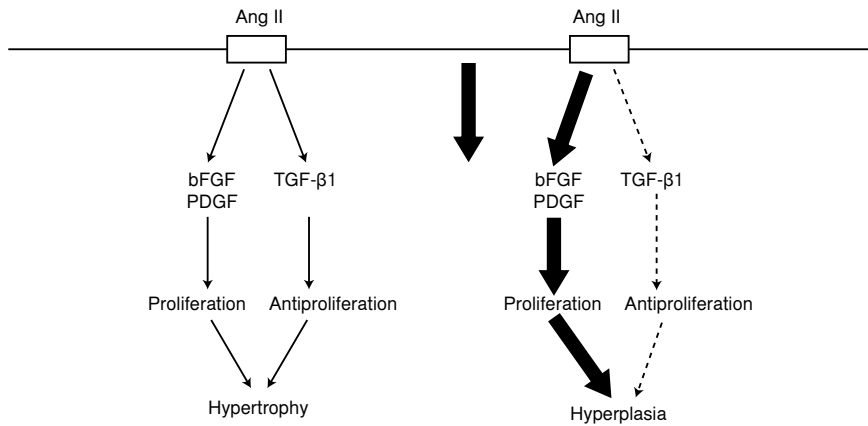 Ang II
Ang II
bFGF
PDGF
TGF-β1
bFGF
PDGF
TGF-β1
Proliferation
Antiproliferation
Proliferation
Antiproliferation
Hypertrophy
Hyperplasia